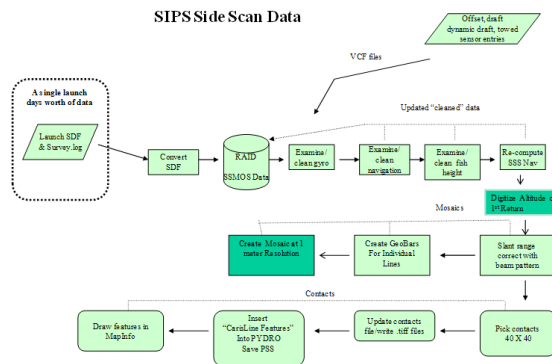 SIPS Side Scan Data
Offset, draft
dynamic draft, towed
sensor entries
VCF files
A single launch
days worth of data
Updated "cleaned" data
Launch SDF
& Survey.log
Convert
SDF
RAID
SSMOS Data
Examine/
clean gyro
Examine/
clean
navigation
Examine/
clean fish
height
Re-compute
SSS Nav
Digitize Altitude
1st Return
Mosaics
Create Mosaic at 1
meter Resolution
Create GeoBars
For Individual
Lines
Slant range
correct with
beam pattern
Contacts
Draw features in
MapInfo
Insert
"CarisLine Features"
Into PYDRO
Save PSS
Update contacts
file/write .tiff files
Pick contacts
40 X 40